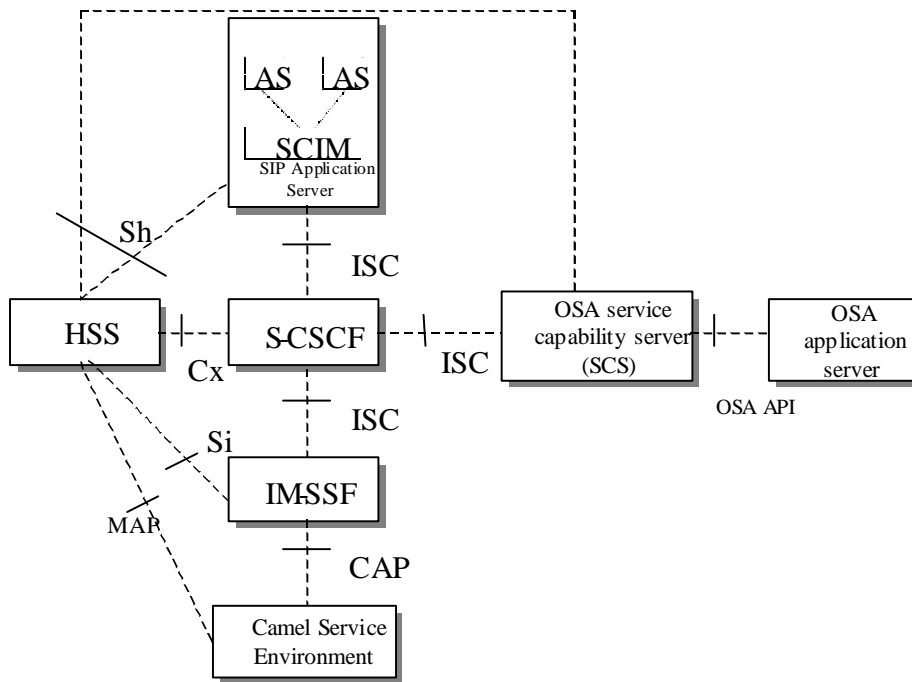 AS AS
SCIM
SIP Application
Server
Sh
ISC
HSS
S-CSCF
OSA service
capability server
(SCS)
OSA
application
server
Cx
ISC
OSA API
ISC
Si
IM-SSF
MAP
CAP
Camel Service
Environment